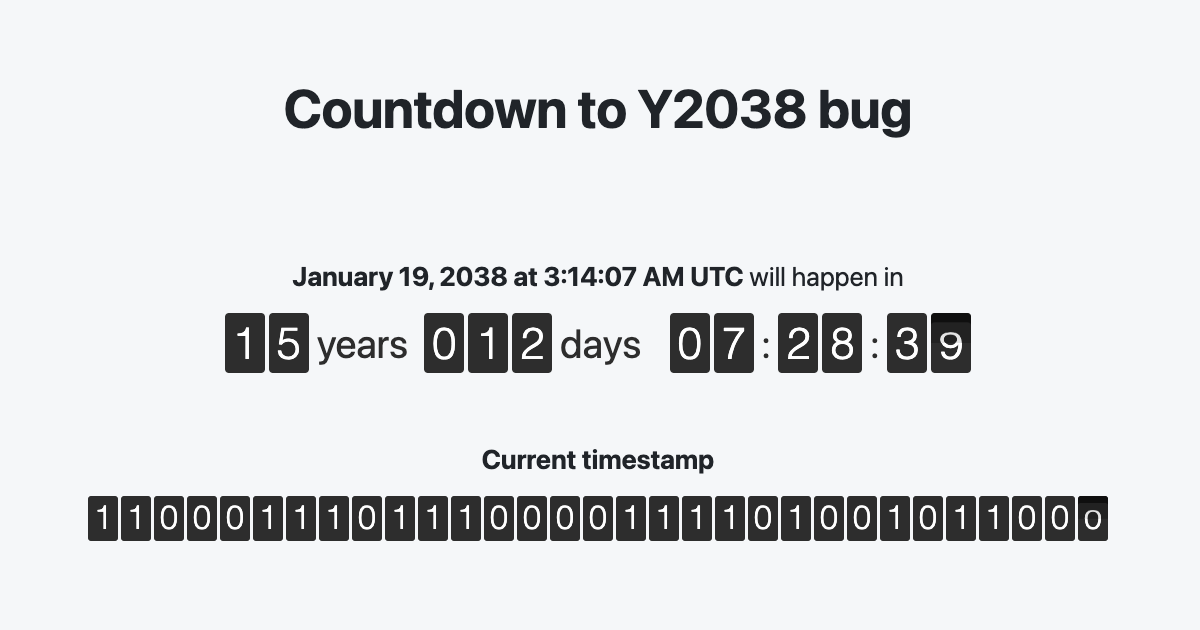 Countdown to Y2038 bug
January 19, 2038 at 3:14:07 AM UTC will happen in
15 years 012 days 07:28:39
Current timestamp
1100011101110000111101001011000